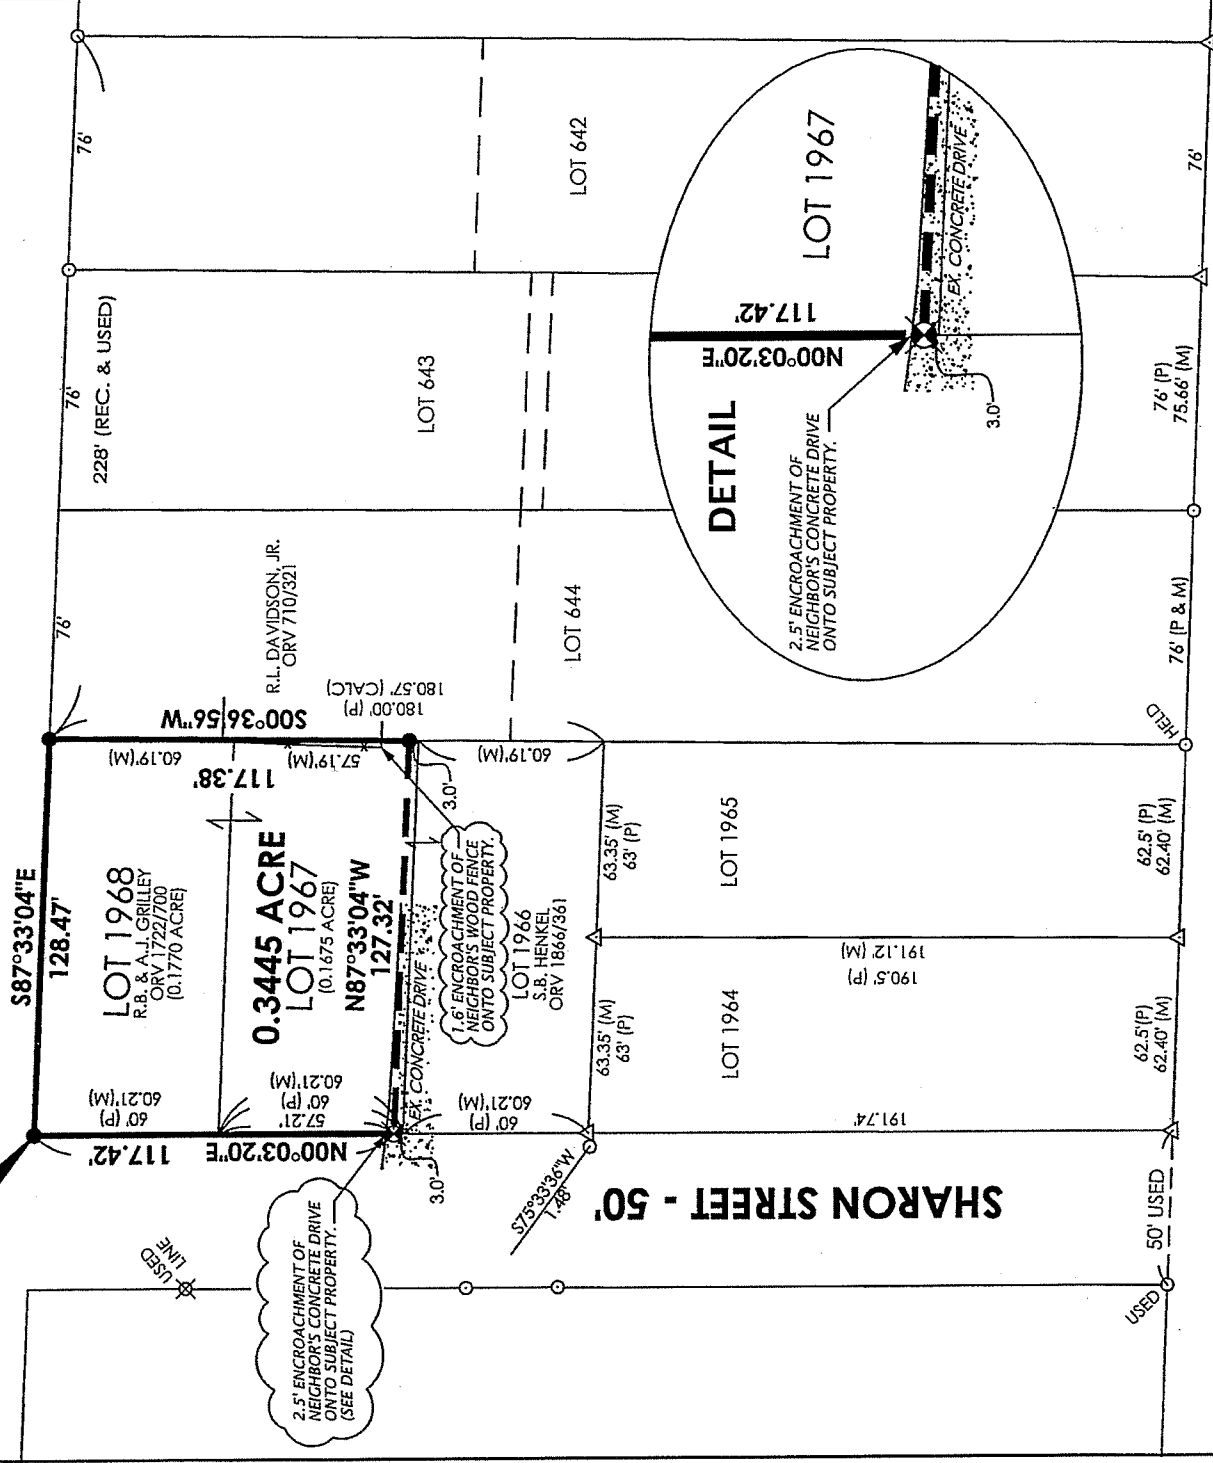 76'
76'
228' (REC. & USED)
76'
LOT 642
LOT 643
LOT 644
R.L. DAVIDSON, JR.
ORV 710/321
180.00' (P)
180.57' (CALC)
S00°36'56"W
117.38'
60.19'(M)
57.19'(M)
60.19'(M)
3.0'
S87°33'04"E
128.47'
LOT 1968
R.B. & A.J. GRILLEY
ORV 1722/700
(0.1770 ACRE)
0.3445 ACRE
LOT 1967
(0.1675 ACRE)
N87°33'04"W
127.32'
EX. CONCRETE DRIVE
1.6' ENCROACHMENT OF
NEIGHBOR'S WOOD FENCE
ONTO SUBJECT PROPERTY.
LOT 1966
S.B. HENKEL
ORV 1866/361
60' (P)
60.21'(M)
57.21'
60' (P)
60.21'(M)
60' (P)
60.21'(M)
N00°03'20"E
117.42'
3.0'
2.5' ENCROACHMENT OF
NEIGHBOR'S CONCRETE DRIVE
ONTO SUBJECT PROPERTY.
(SEE DETAIL)
USED
LINE
S75°33'36"W
1.48'
SHARON STREET - 50'
63.35' (M)
63' (P)
63.35' (M)
63' (P)
LOT 1965
LOT 1964
190.5' (P)
191.12' (M)
191.74'
62.5' (P)
62.40' (M)
62.5'(P)
62.40' (M)
50' USED
USED
HELD
76' (P & M)
76' (P)
75.66' (M)
76'
DETAIL
LOT 1967
N00°03'20"E
117.42'
EX. CONCRETE DRIVE
2.5' ENCROACHMENT OF
NEIGHBOR'S CONCRETE DRIVE
ONTO SUBJECT PROPERTY.
3.0'